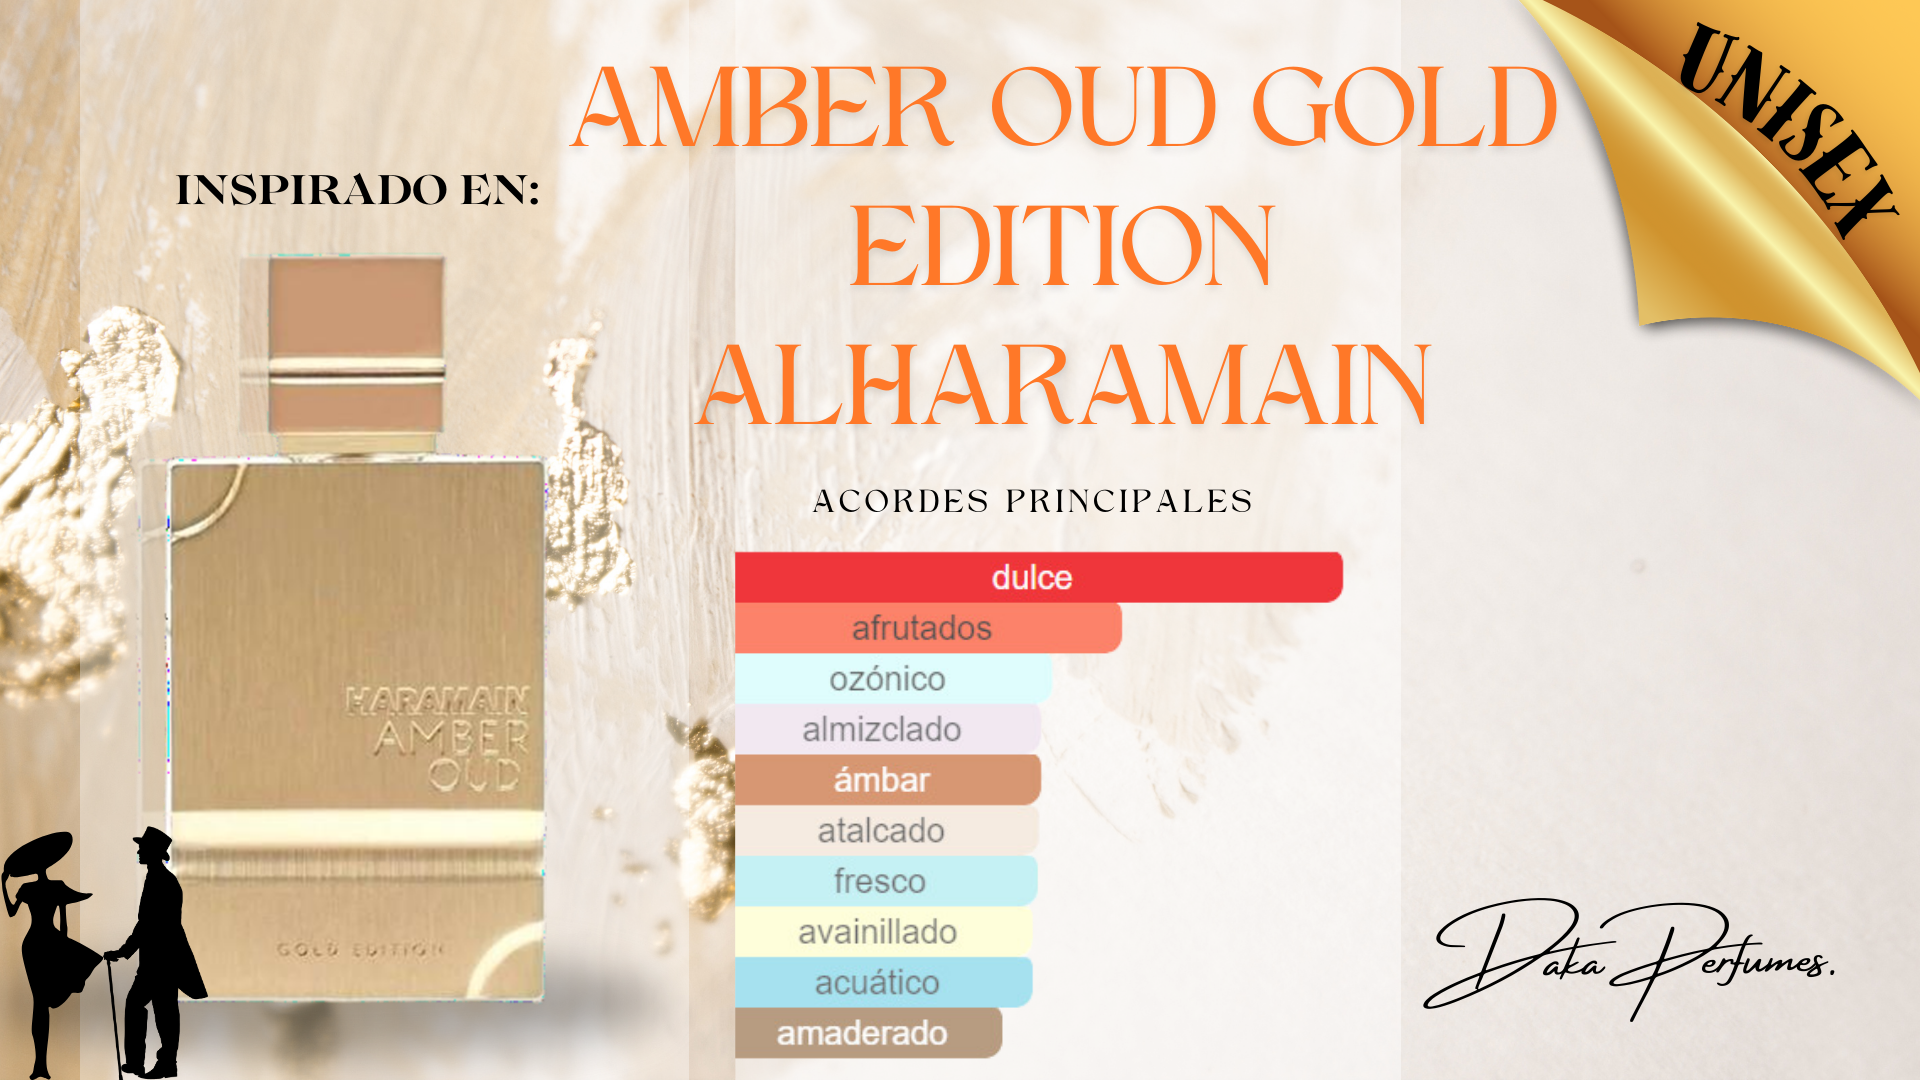 AMBER OUD GOLD
EDITION
ALHARAMAIN
UNISEX
INSPIRADO EN:
HARAMAIN
AMBER
OUD
GOLD EDITION
ACORDES PRINCIPALES
dulce
afrutados
ozónico
almizclado
ámbar
atalcado
fresco
avainillado
acuático
amaderado
Daka Perfumes.